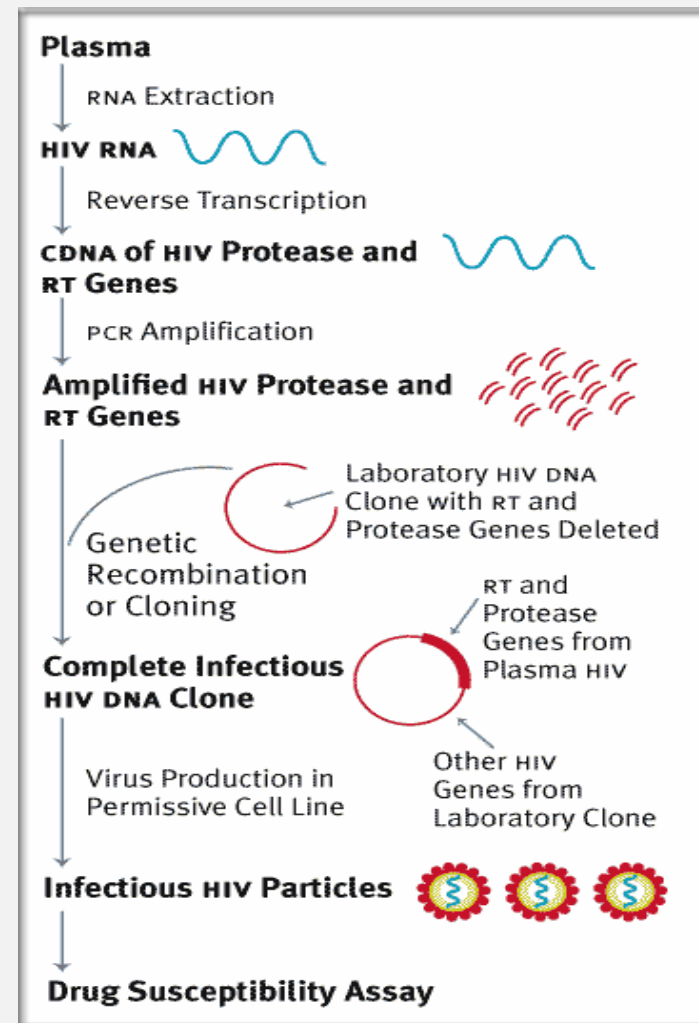 Plasma
RNA Extraction
HIV RNA
Reverse Transcription
CDNA of HIV Protease and
RT Genes
PCR Amplification
Amplified HIV Protease and
RT Genes
Laboratory HIV DNA
Clone with RT and
Protease Genes Deleted
Genetic
Recombination
or Cloning
RT and
Protease
Genes from
Plasma HIV
Complete Infectious
HIV DNA Clone
Other HIV
Genes from
Laboratory Clone
Virus Production in
Permissive Cell Line
Infectious HIV Particles
Drug Susceptibility Assay